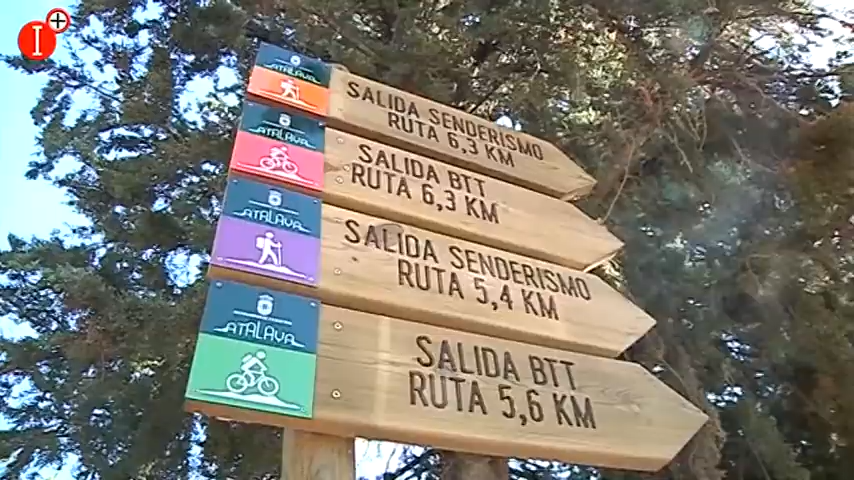 I
ATALAYA
SALIDA SENDERISMO
RUTA 6,3 KM
ATALAYA
SALIDA BTT
RUTA 6,3 KM
ATALAYA
SALIDA SENDERISMO
RUTA 5,4 KM
ATALAYA
SALIDA BTT
RUTA 5,6 KM